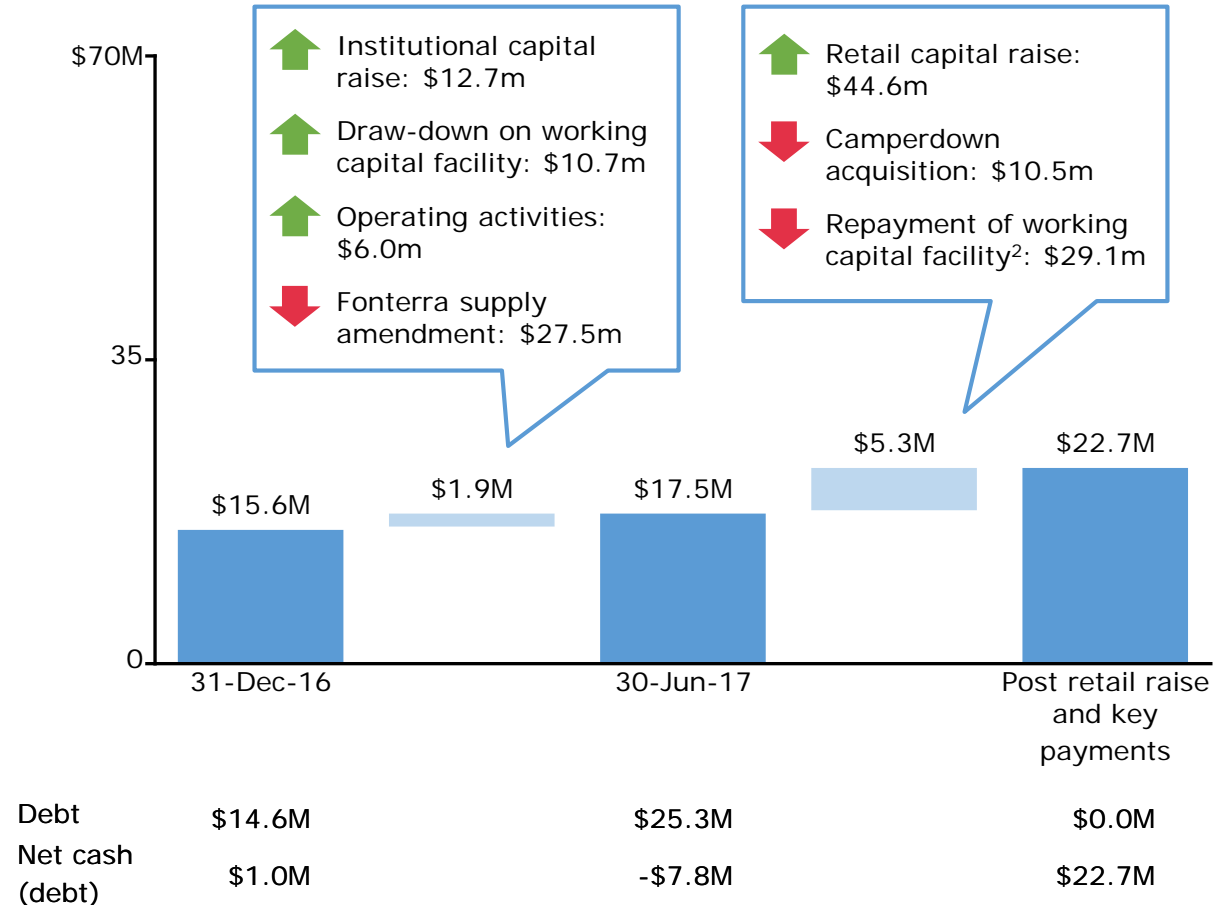 Institutional capital
raise: $12.7m
Draw-down on working
capital facility: $10.7m
Operating activities:
$6.0m
Fonterra supply
amendment: $27.5m
Retail capital raise:
$44.6m
Camperdown
acquisition: $10.5m
Repayment of working
capital facility²: $29.1m
$70M
35
0
$15.6M
$1.9M
$17.5M
$5.3M
$22.7M
31-Dec-16
30-Jun-17
Post retail raise
and key
payments
Debt $14.6M $25.3M $0.0M
Net cash
(debt) $1.0M -$7.8M $22.7M